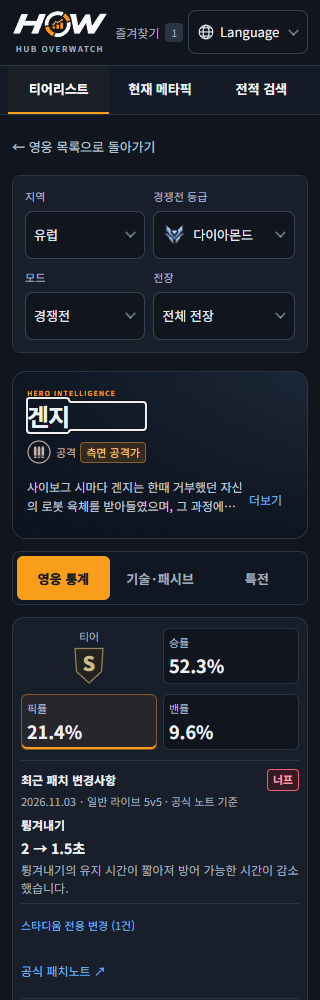 HOW
HUB OVERWATCH
즐겨찾기 1
Language
티어리스트 현재 메타픽 전적 검색
← 영웅 목록으로 돌아가기
지역 경쟁전 등급
유럽 다이아몬드
모드 전장
경쟁전 전체 전장
HERO INTELLIGENCE
겐지
공격 측면 공격가
사이보그 시마다 겐지는 한때 거부했던 자신
의 로봇 육체를 받아들였으며, 그 과정에…
더보기
영웅 통계 기술·패시브 특전
티어
S
승률
52.3%
픽률
21.4%
밴률
9.6%
최근 패치 변경사항 너프
2026.11.03 · 일반 라이브 5v5 · 공식 노트 기준
튕겨내기
2 → 1.5초
튕겨내기의 유지 시간이 짧아져 방어 가능한 시간이 감소
했습니다.
스타디움 전용 변경 (1건)
공식 패치노트 ↗